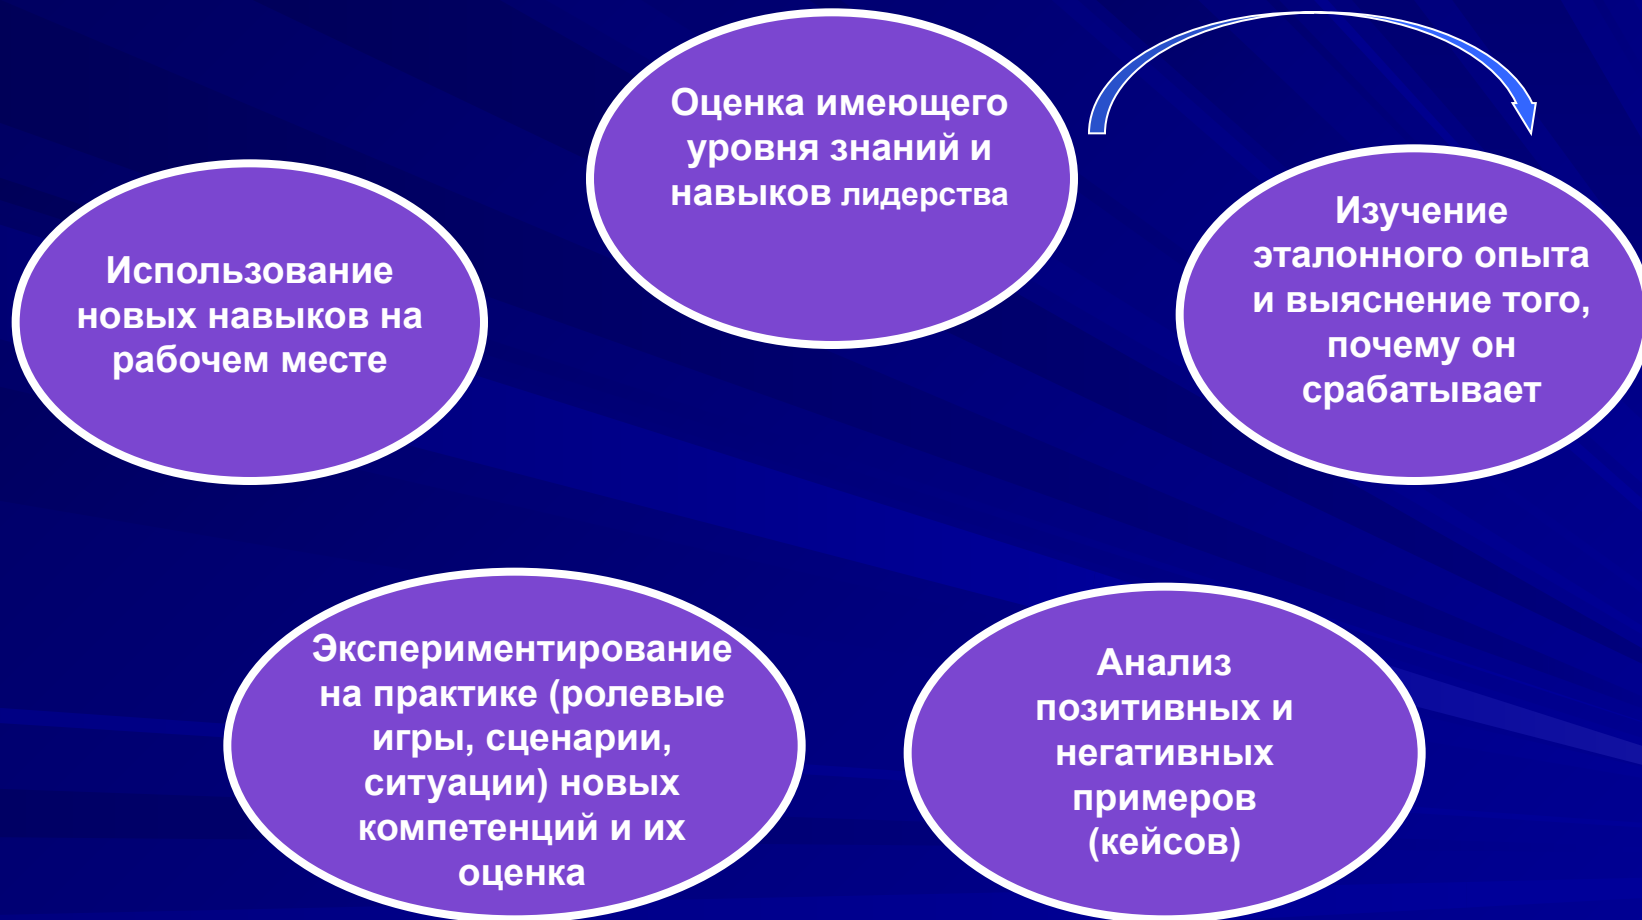 Оценка имеющего
уровня знаний и
навыков лидерства
Изучение
эталонного опыта
и выяснение того,
почему он
срабатывает
Анализ
позитивных и
негативных
примеров
(кейсов)
Экспериментирование
на практике (ролевые
игры, сценарии,
ситуации) новых
компетенций и их
оценка
Использование
новых навыков на
рабочем месте